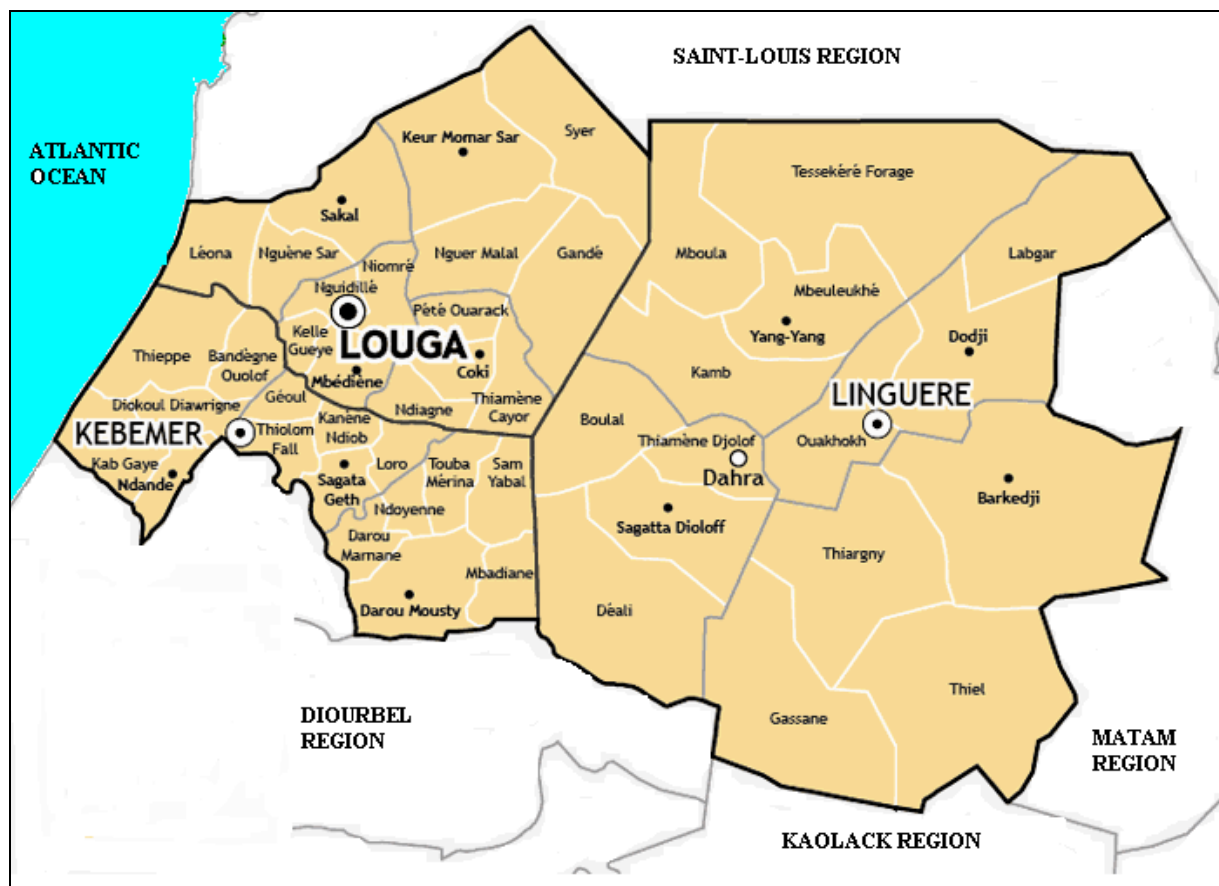 SAINT-LOUIS REGION
ATLANTIC
OCEAN
Keur Momar Sar
Syer
Tessekéré Forage
Sakal
Léona
Nguène Sar
Niomré
Nguer Malal
Gandé
Mboula
Labgar
Nguidillé
Mbeuleukhé
Pété Ouarack
Kelle
Gueye
LOUGA
Yang-Yang
Dodji
Thieppe
Bandègne
Ouolof
Mbédiène
Coki
Kamb
LINGUERE
Diokoul Diawrigne
Géoul
Ndiagne
Thiamène
Cayor
Boulal
KEBEMER
Thiolom
Fall
Kanène
Ndiob
Thiamène Djolof
Ouakhokh
Kab Gaye
Ndande
Sagata
Geth
Loro
Touba
Mérina
Sam
Yabal
Dahra
Barkedji
Ndoyenne
Sagatta Dioloff
Darou
Marnane
Thiargny
Mbadiane
Darou Mousty
Déali
Thiel
DIOURBEL
REGION
Gassane
MATAM
REGION
KAOLACK REGION